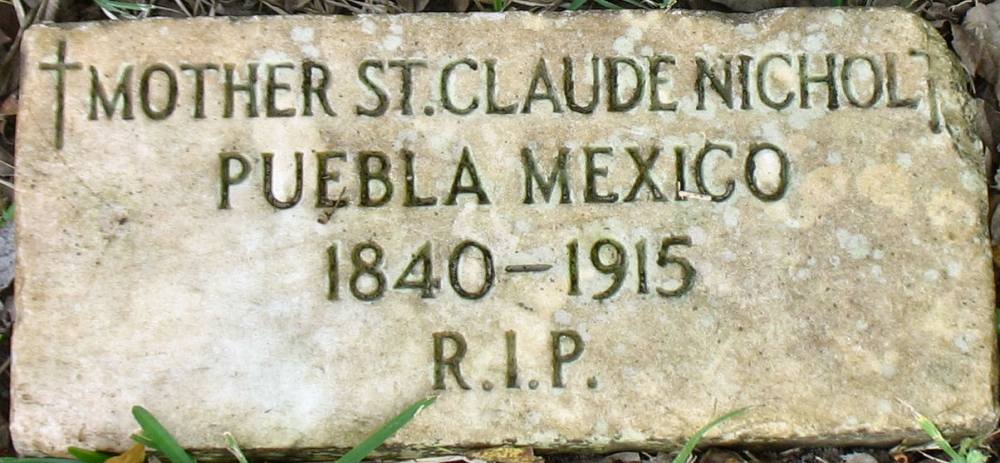 † MOTHER ST. CLAUDE NICHOL †
PUEBLA MEXICO
1840–1915
R.I.P.